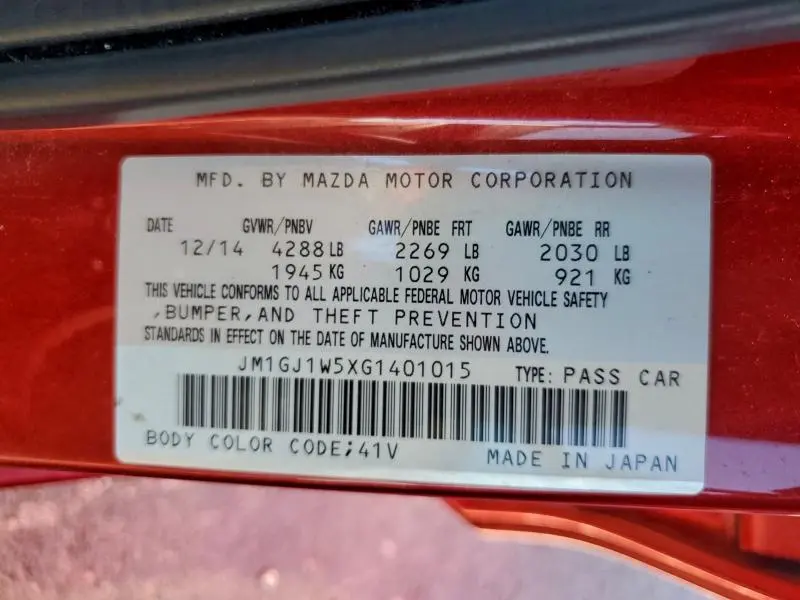 MFD. BY MAZDA MOTOR CORPORATION
DATE GVWR/PNBV GAWR/PNBE FRT GAWR/PNBE RR
12/14 4288 LB 2269 LB 2030 LB
1945 KG 1029 KG 921 KG
THIS VEHICLE CONFORMS TO ALL APPLICABLE FEDERAL MOTOR VEHICLE SAFETY
,BUMPER,AND THEFT PREVENTION
STANDARDS IN EFFECT ON THE DATE OF MANUFACTURE SHOWN ABOVE.
JM1GJ1W5XG1401015 TYPE: PASS CAR
BODY COLOR CODE;41V MADE IN JAPAN